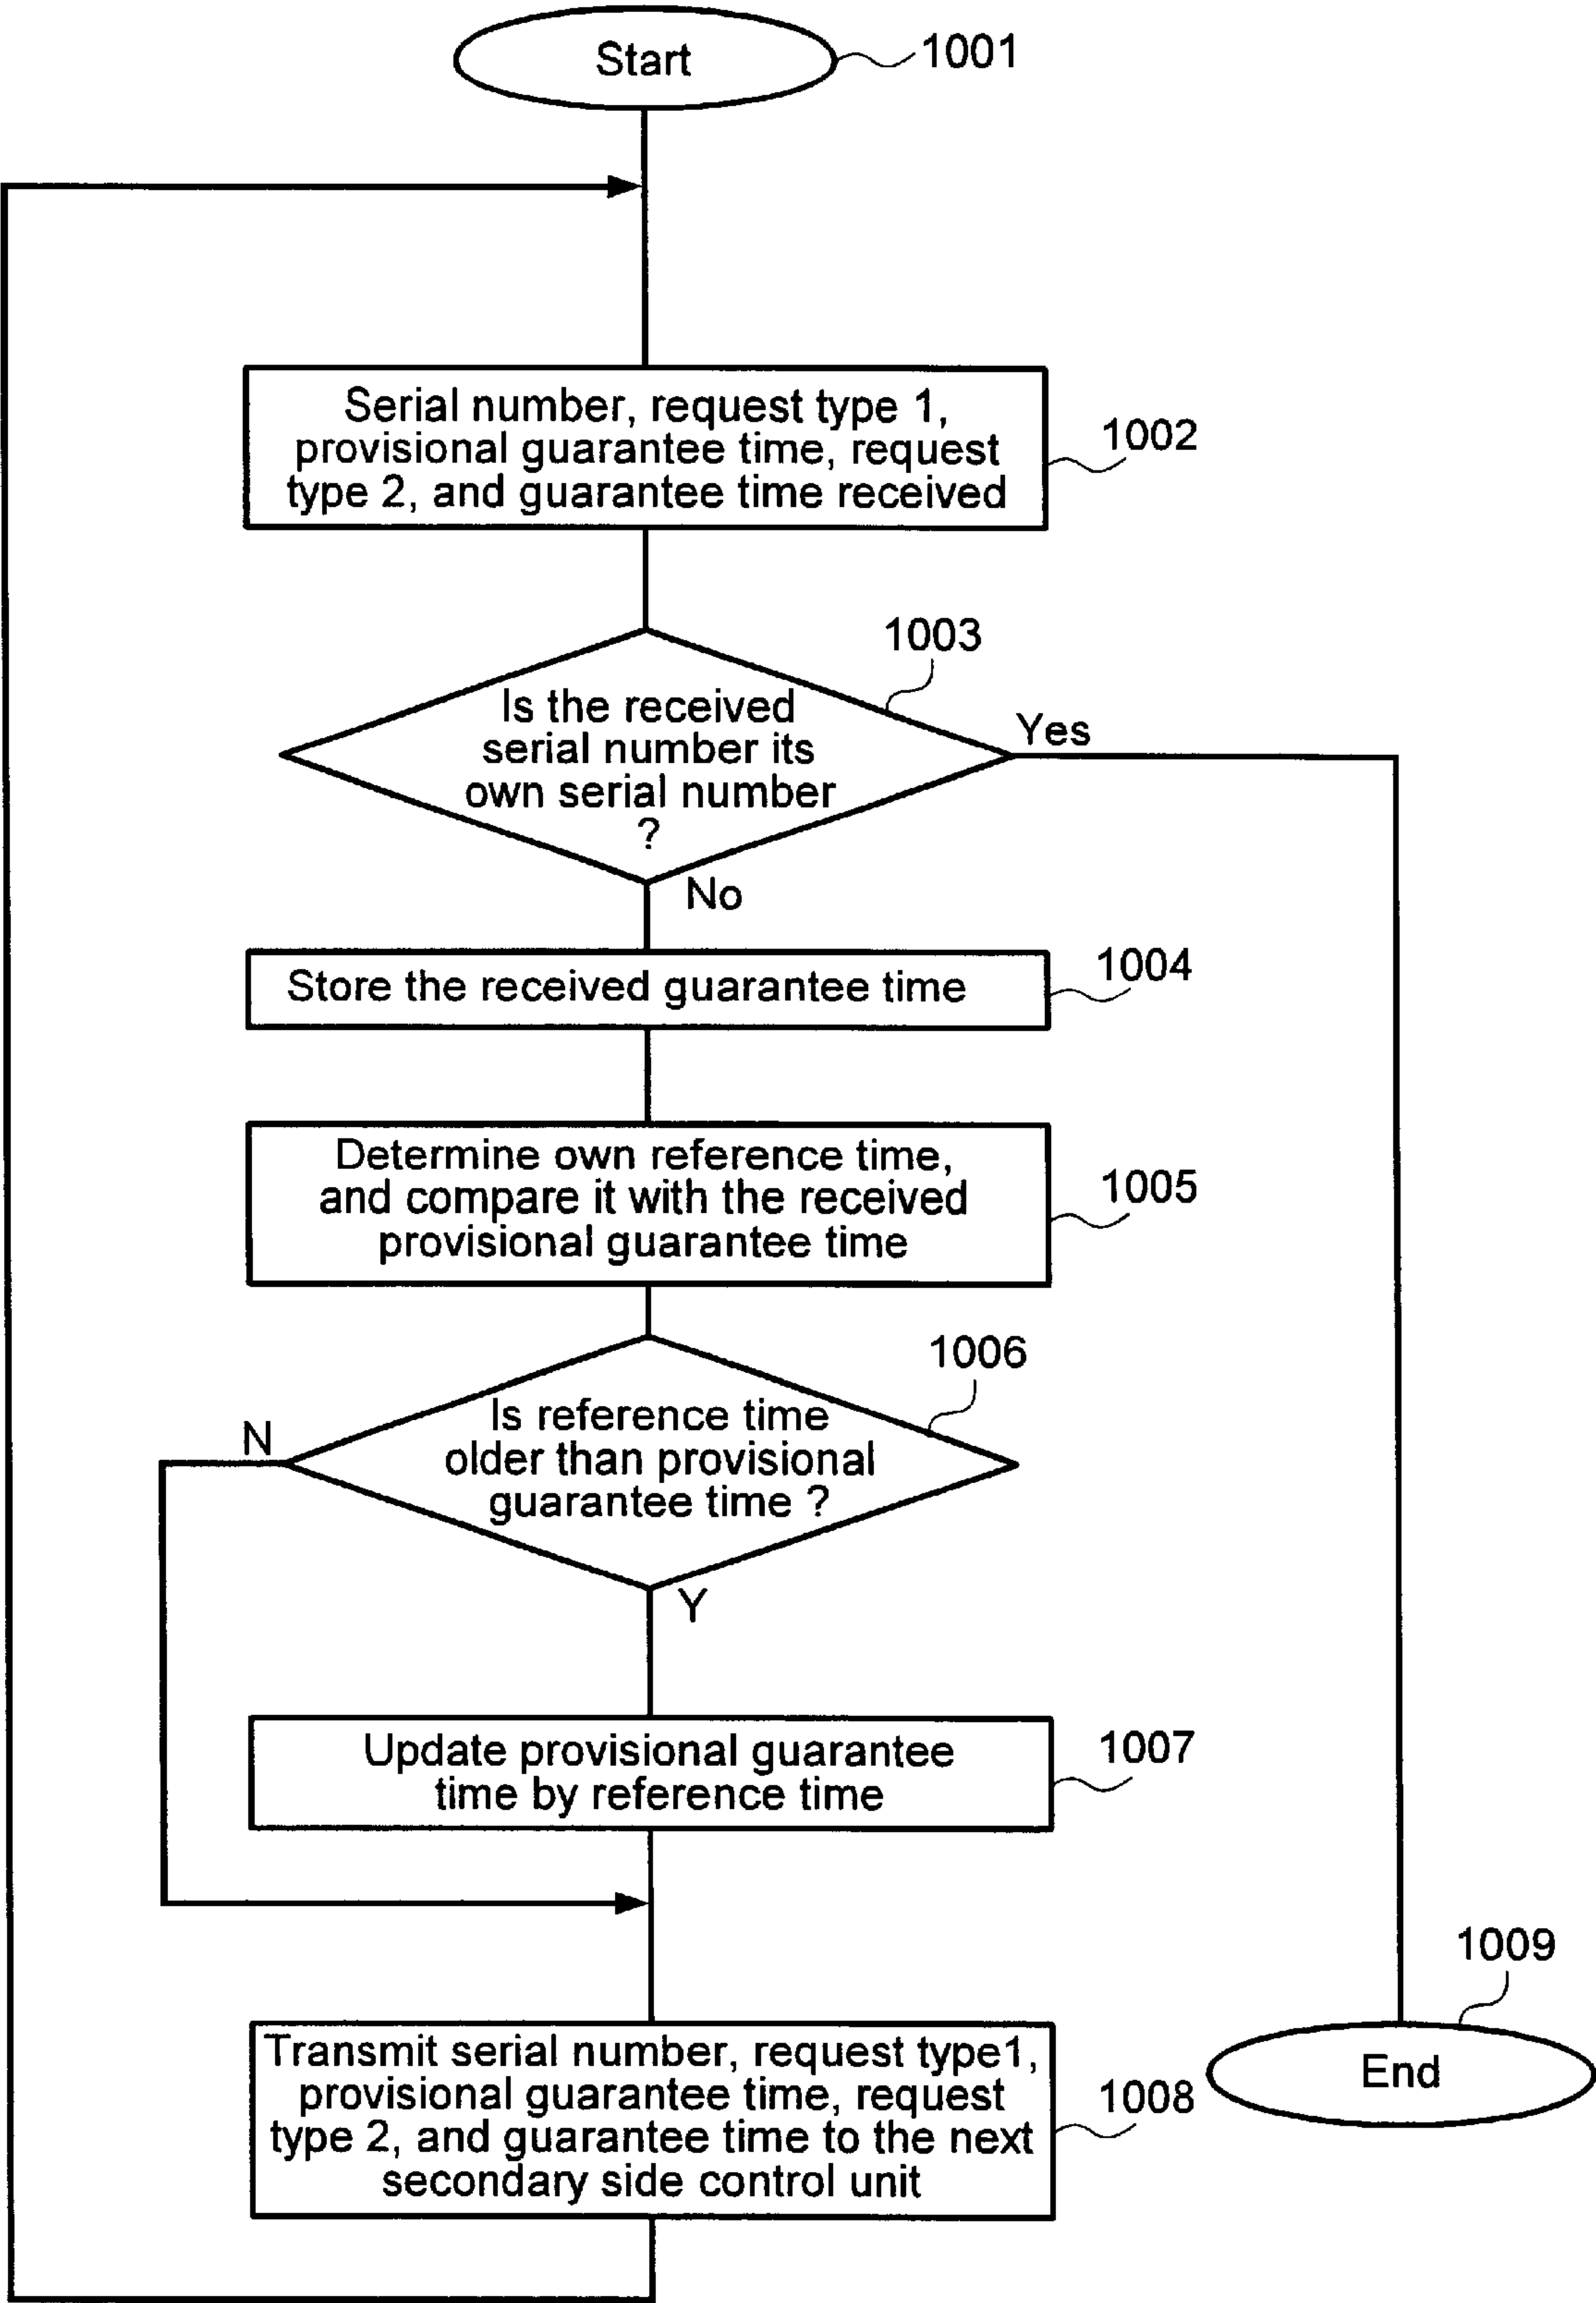 Start
1001
Serial number, request type 1,
provisional guarantee time, request
type 2, and guarantee time received
1002
1003
Is the received
serial number its
own serial number
?
Yes
No
Store the received guarantee time
1004
Determine own reference time,
and compare it with the received
provisional guarantee time
1005
1006
Is reference time
older than provisional
guarantee time ?
N
Y
Update provisional guarantee
time by reference time
1007
Transmit serial number, request type1,
provisional guarantee time, request
type 2, and guarantee time to the next
secondary side control unit
1008
1009
End